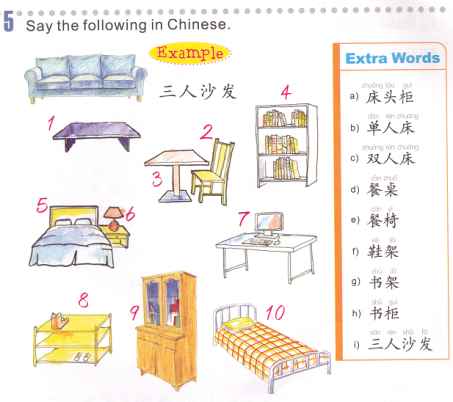 5 Say the following in Chinese.
Example
三人沙发
1
2
3
4
5
6
7
8
9
10
Extra Words
chuáng tóu guì
a) 床头柜
dān rén chuáng
b) 单人床
shuāng rén chuáng
c) 双人床
cān zhuō
d) 餐桌
cān yǐ
e) 餐椅
xié jià
f) 鞋架
shū jià
g) 书架
shū guì
h) 书柜
sān rén shā fā
i) 三人沙发